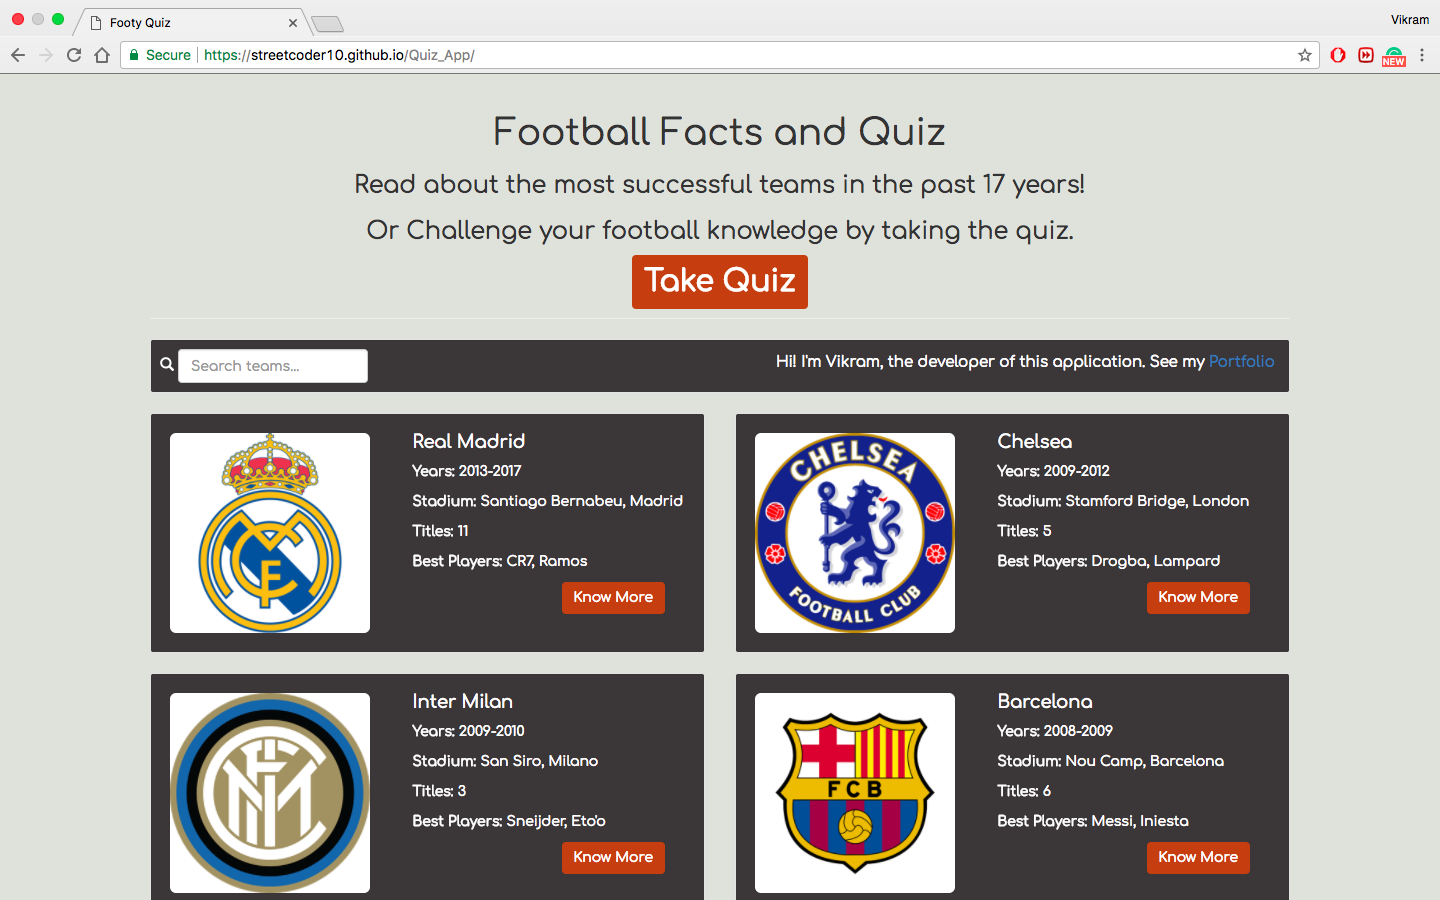 Footy Quiz
Vikram
Secure
https://streetcoder10.github.io/Quiz_App/
NEW
Football Facts and Quiz
Read about the most successful teams in the past 17 years!
Or Challenge your football knowledge by taking the quiz.
Take Quiz
Search teams...
Hi! I'm Vikram, the developer of this application. See my Portfolio
Real Madrid
Years: 2013-2017
Stadium: Santiago Bernabeu, Madrid
Titles: 11
Best Players: CR7, Ramos
Know More
CHELSEA
FOOTBALL CLUB
Chelsea
Years: 2009-2012
Stadium: Stamford Bridge, London
Titles: 5
Best Players: Drogba, Lampard
Know More
Inter Milan
Years: 2009-2010
Stadium: San Siro, Milano
Titles: 3
Best Players: Sneijder, Eto'o
Know More
FCB
Barcelona
Years: 2008-2009
Stadium: Nou Camp, Barcelona
Titles: 6
Best Players: Messi, Iniesta
Know More